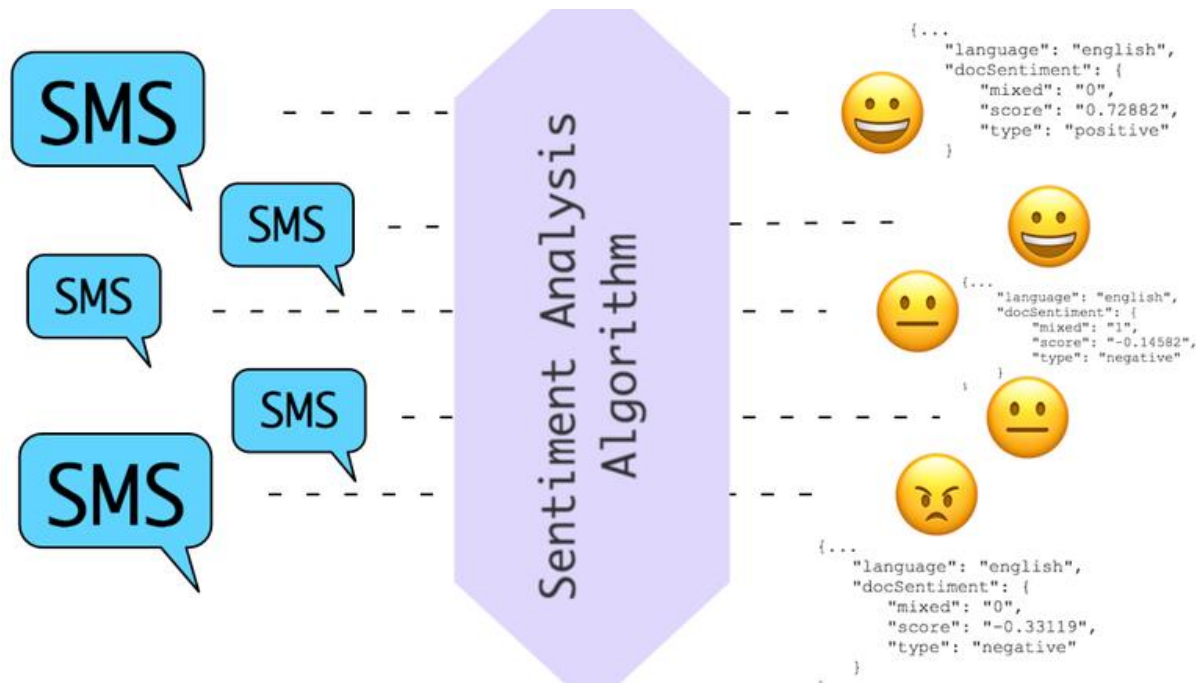 SMS
SMS
SMS
SMS
SMS
Sentiment Analysis
Algorithm
{...
"language": "english",
"docSentiment": {
"mixed": "0",
"score": "0.72882",
"type": "positive"
}
{...
"language": "english",
"docSentiment": {
"mixed": "1",
"score": "-0.14582",
"type": "negative"
}
}
{...
"language": "english",
"docSentiment": {
"mixed": "0",
"score": "-0.33119",
"type": "negative"
}
}